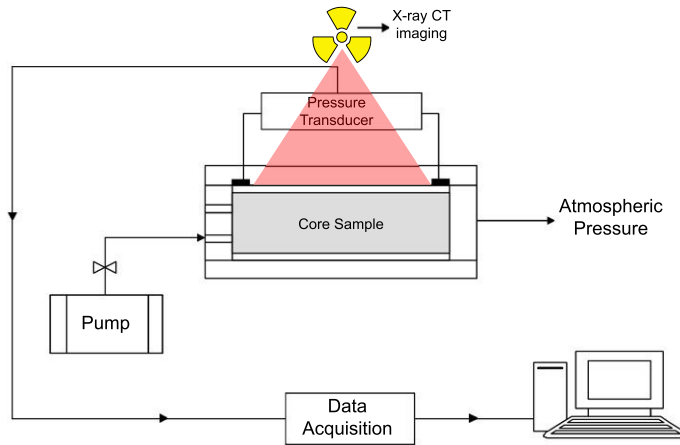 X-ray CT
imaging
Pressure
Transducer
Core Sample
Atmospheric
Pressure
Pump
Data
Acquisition